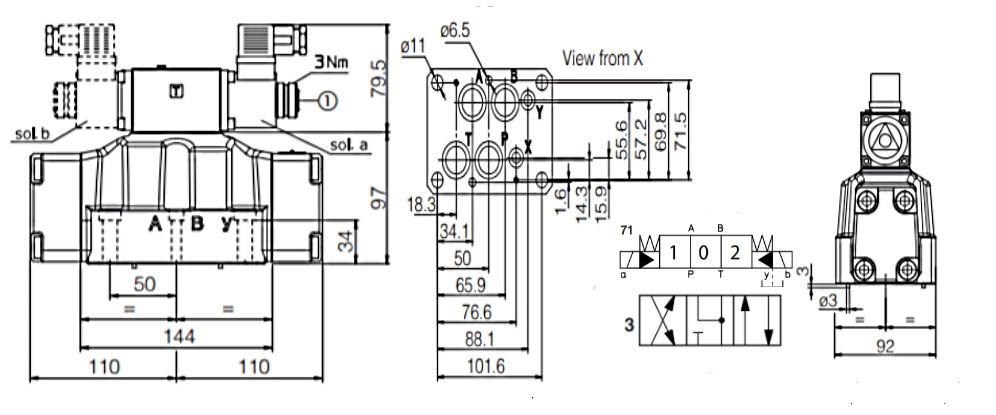 3 Nm
T
1
sol. b
sol. a
79.5
97
A B y
34
50
= =
144
110 110
ø6.5
ø11
View from X
A B
Y
T P
X
55.6
57.2
69.8
71.5
1.6
14.3
15.9
18.3
34.1
50
65.9
76.6
88.1
101.6
71
A B
1 0 2
a P T y b
3
3
ø3
= =
92